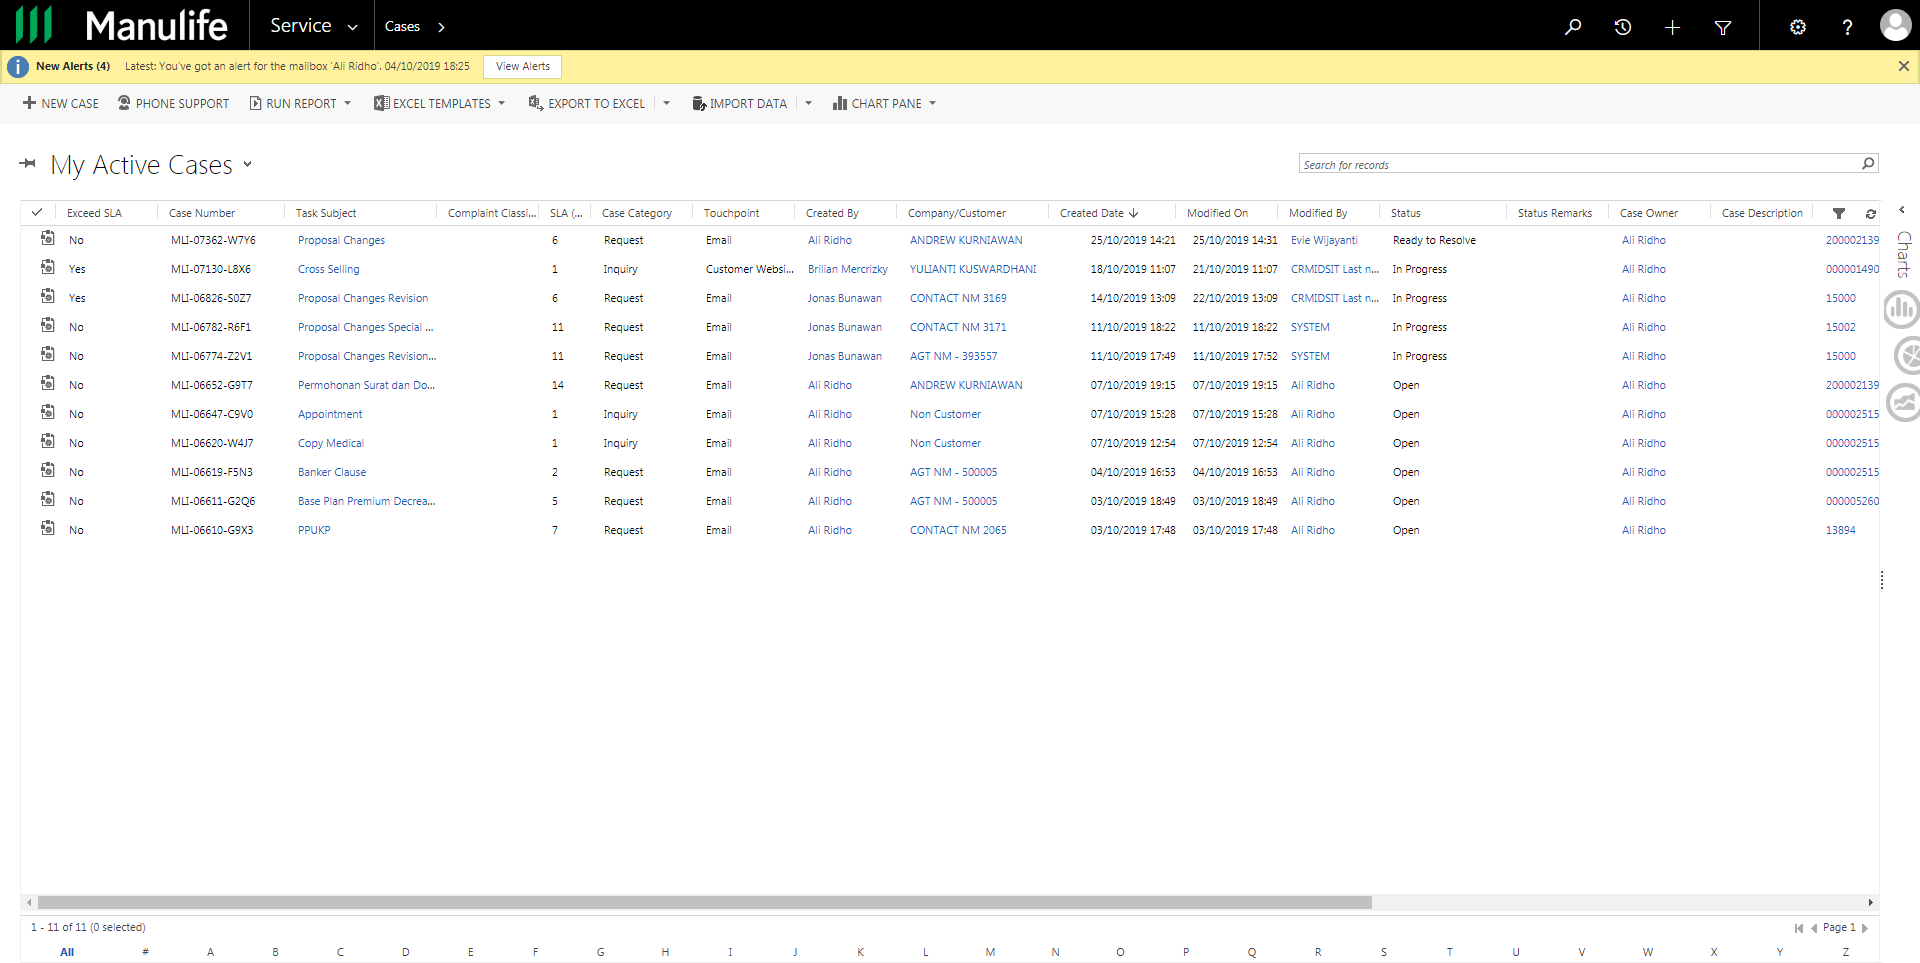 Manulife Service Cases
New Alerts (4) Latest: You've got an alert for the mailbox 'Ali Ridho'. 04/10/2019 18:25 View Alerts
NEW CASE PHONE SUPPORT RUN REPORT EXCEL TEMPLATES EXPORT TO EXCEL IMPORT DATA CHART PANE
My Active Cases
Search for records
Exceed SLA Case Number Task Subject Complaint Classi... SLA (... Case Category Touchpoint Created By Company/Customer Created Date Modified On Modified By Status Status Remarks Case Owner Case Description
No MLI-07362-W7Y6 Proposal Changes 6 Request Email Ali Ridho ANDREW KURNIAWAN 25/10/2019 14:21 25/10/2019 14:31 Evie Wijayanti Ready to Resolve Ali Ridho 200002139
Yes MLI-07130-L8X6 Cross Selling 1 Inquiry Customer Websi... Brilian Mercrizky YULIANTI KUSWARDHANI 18/10/2019 11:07 21/10/2019 11:07 CRMIDSIT Last n... In Progress Ali Ridho 000001490
Yes MLI-06826-S0Z7 Proposal Changes Revision 6 Request Email Jonas Bunawan CONTACT NM 3169 14/10/2019 13:09 22/10/2019 13:09 CRMIDSIT Last n... In Progress Ali Ridho 15000
No MLI-06782-R6F1 Proposal Changes Special ... 11 Request Email Jonas Bunawan CONTACT NM 3171 11/10/2019 18:22 11/10/2019 18:22 SYSTEM In Progress Ali Ridho 15002
No MLI-06774-Z2V1 Proposal Changes Revision... 11 Request Email Jonas Bunawan AGT NM - 393557 11/10/2019 17:49 11/10/2019 17:52 SYSTEM In Progress Ali Ridho 15000
No MLI-06652-G9T7 Permohonan Surat dan Do... 14 Request Email Ali Ridho ANDREW KURNIAWAN 07/10/2019 19:15 07/10/2019 19:15 Ali Ridho Open Ali Ridho 200002139
No MLI-06647-C9V0 Appointment 1 Inquiry Email Ali Ridho Non Customer 07/10/2019 15:28 07/10/2019 15:28 Ali Ridho Open Ali Ridho 000002515
No MLI-06620-W4J7 Copy Medical 1 Inquiry Email Ali Ridho Non Customer 07/10/2019 12:54 07/10/2019 12:54 Ali Ridho Open Ali Ridho 000002515
No MLI-06619-F5N3 Banker Clause 2 Request Email Ali Ridho AGT NM - 500005 04/10/2019 16:53 04/10/2019 16:53 Ali Ridho Open Ali Ridho 000002515
No MLI-06611-G2Q6 Base Plan Premium Decrea... 5 Request Email Ali Ridho AGT NM - 500005 03/10/2019 18:49 03/10/2019 18:49 Ali Ridho Open Ali Ridho 000005260
No MLI-06610-G9X3 PPUKP 7 Request Email Ali Ridho CONTACT NM 2065 03/10/2019 17:48 03/10/2019 17:48 Ali Ridho Open Ali Ridho 13894
Charts
1 - 11 of 11 (0 selected) Page 1
All # A B C D E F G H I J K L M N O P Q R S T U V W X Y Z